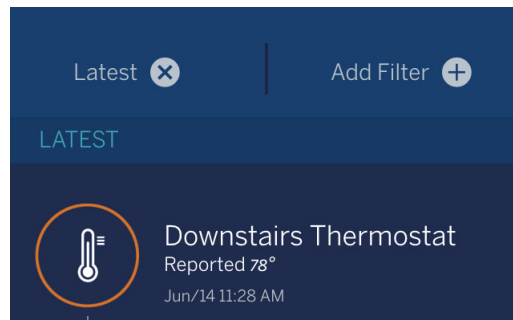 Latest
Add Filter
LATEST
Downstairs Thermostat
Reported 78°
Jun/14 11:28 AM